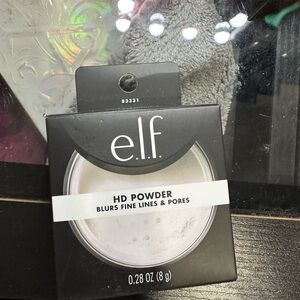 83331
e.l.f.
HD POWDER
BLURS FINE LINES & PORES
0.28 OZ (8 g)